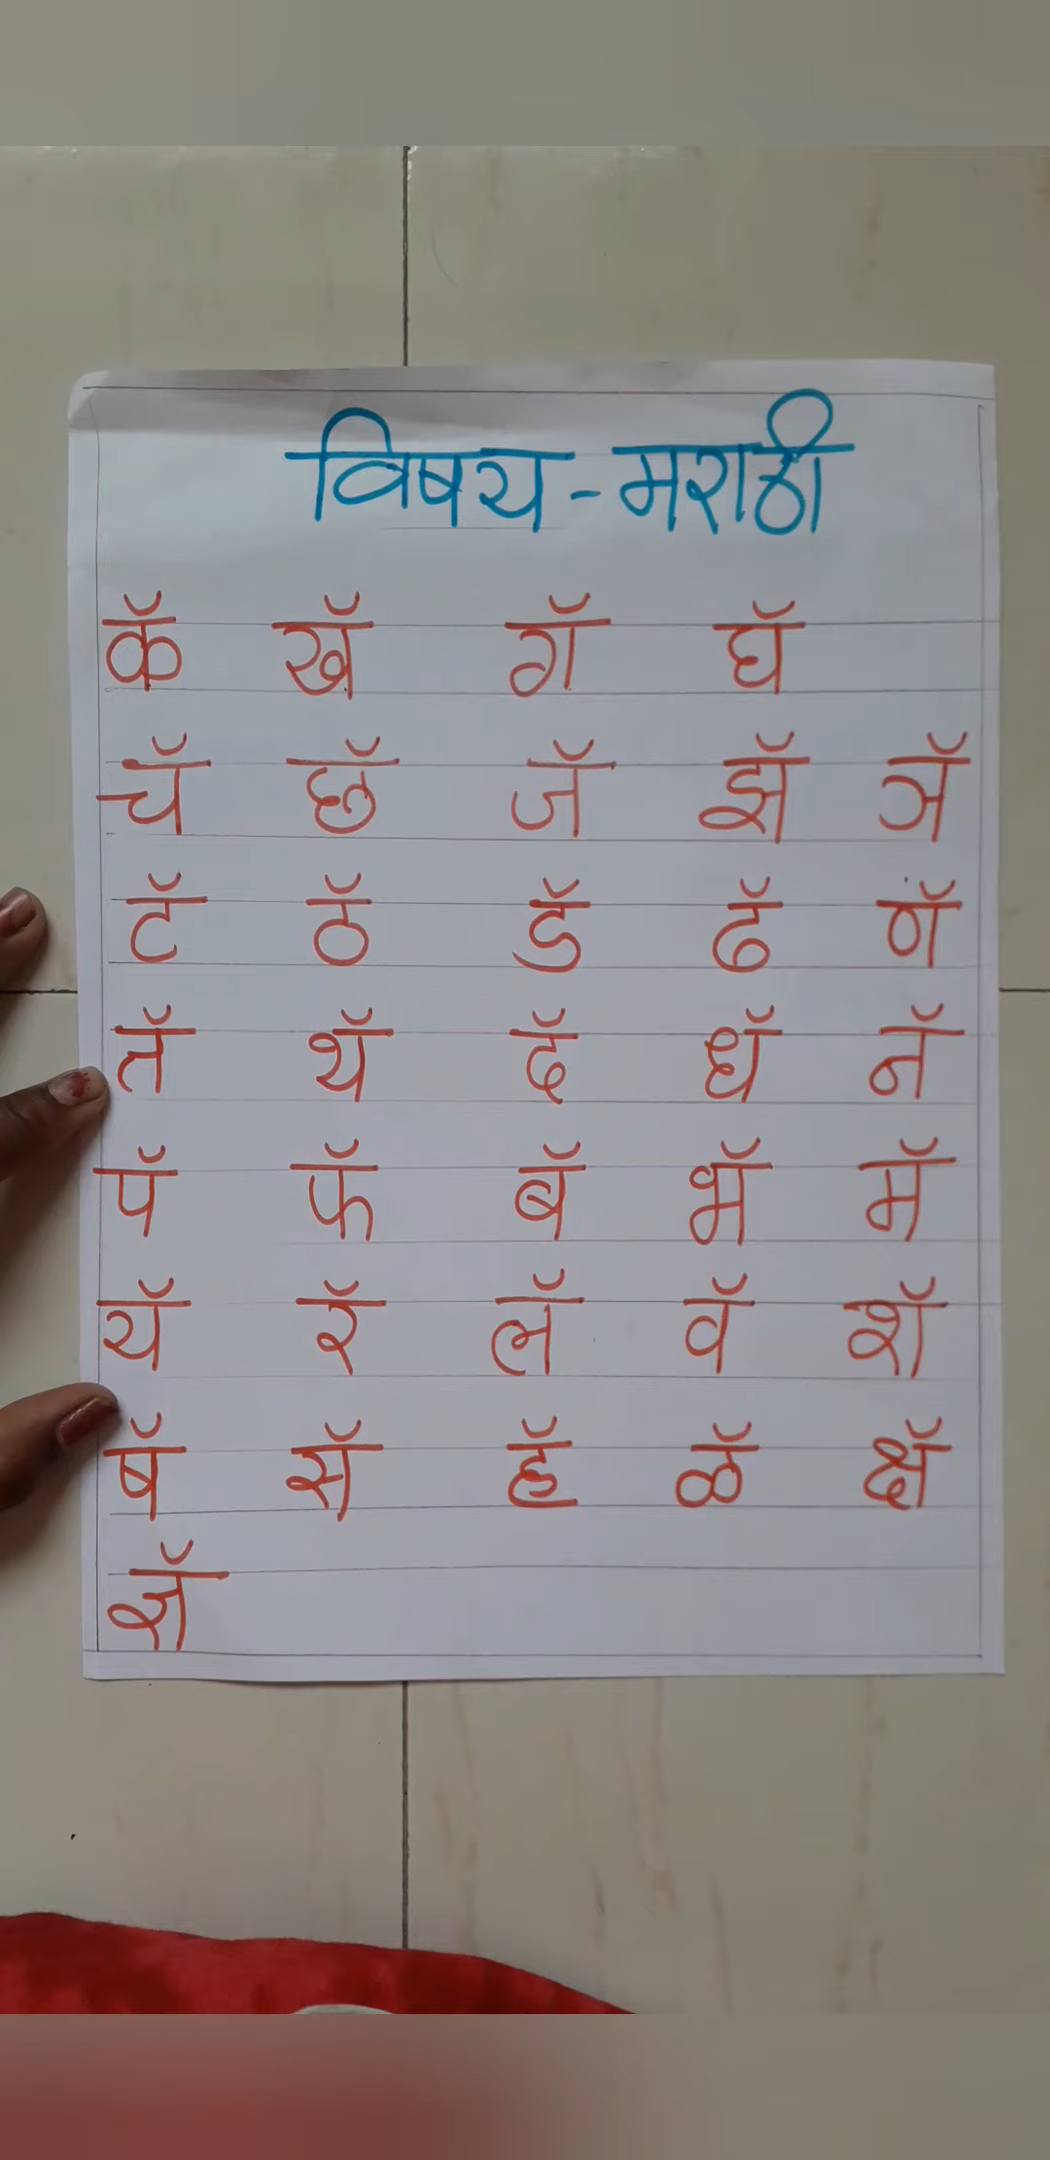 विषय - मराठी
कॅ खॅ गॅ घॅ
चॅ छॅ जॅ झॅ ञॅ
टॅ ठॅ डॅ ढॅ णॅ
तॅ थॅ दॅ धॅ नॅ
पॅ फॅ बॅ भॅ मॅ
यॅ रॅ लॅ वॅ शॅ
षॅ सॅ हॅ ळॅ क्षॅ
ज्ञॅ